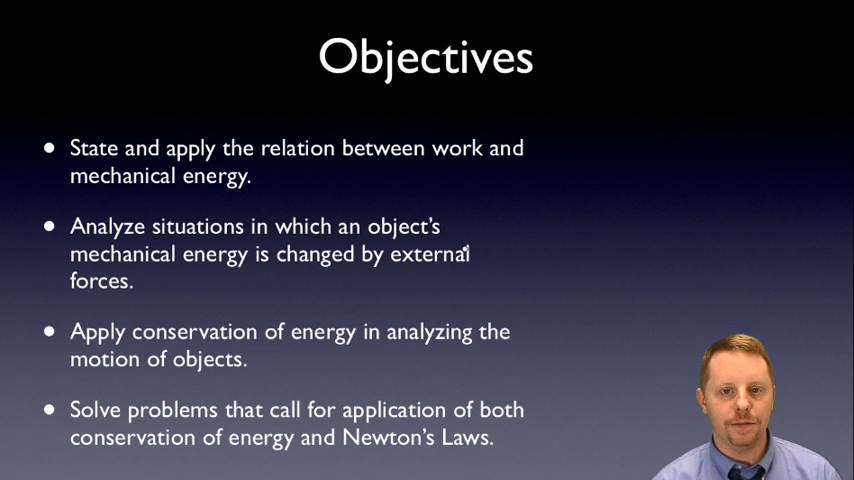 Objectives
• State and apply the relation between work and
mechanical energy.
• Analyze situations in which an object’s
mechanical energy is changed by external
forces.
• Apply conservation of energy in analyzing the
motion of objects.
• Solve problems that call for application of both
conservation of energy and Newton’s Laws.